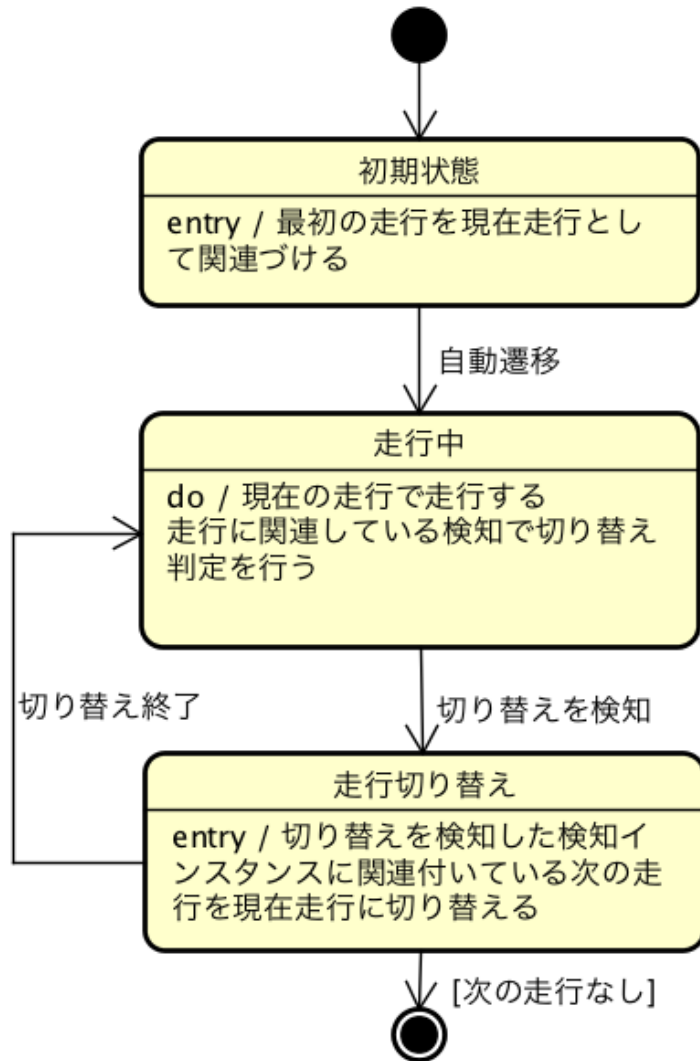 初期状態
entry / 最初の走行を現在走行とし
て関連づける
自動遷移
走行中
do / 現在の走行で走行する
走行に関連している検知で切り替え
判定を行う
切り替え終了
切り替えを検知
走行切り替え
entry / 切り替えを検知した検知イ
ンスタンスに関連付いている次の走
行を現在走行に切り替える
[次の走行なし]